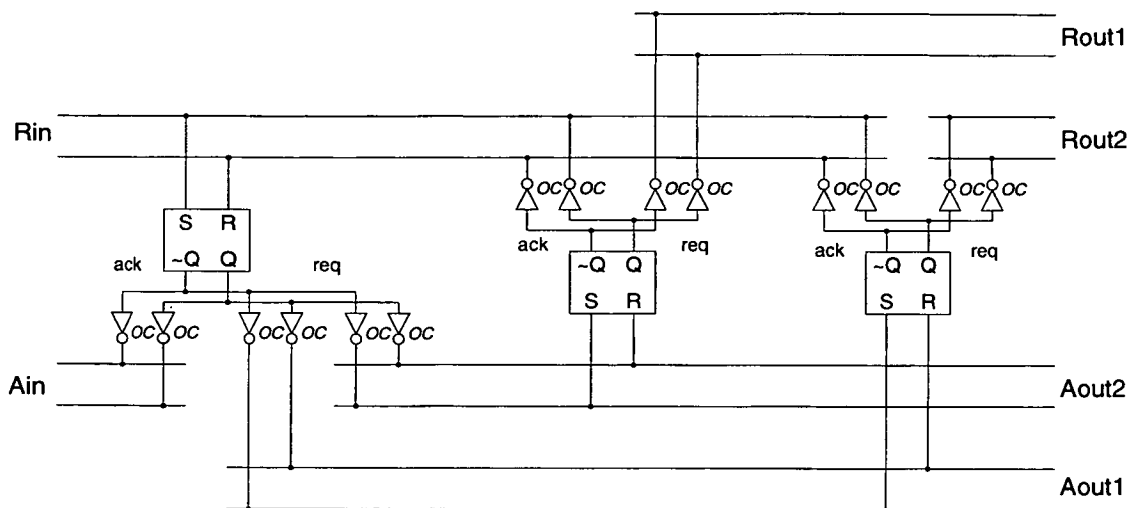 Rout1
Rin
Rout2
OC OC OC OC OC OC OC OC
S R
ack ~Q Q req
ack req
~Q Q
S R
ack req
~Q Q
S R
OC OC OC OC OC OC
Ain
Aout2
Aout1